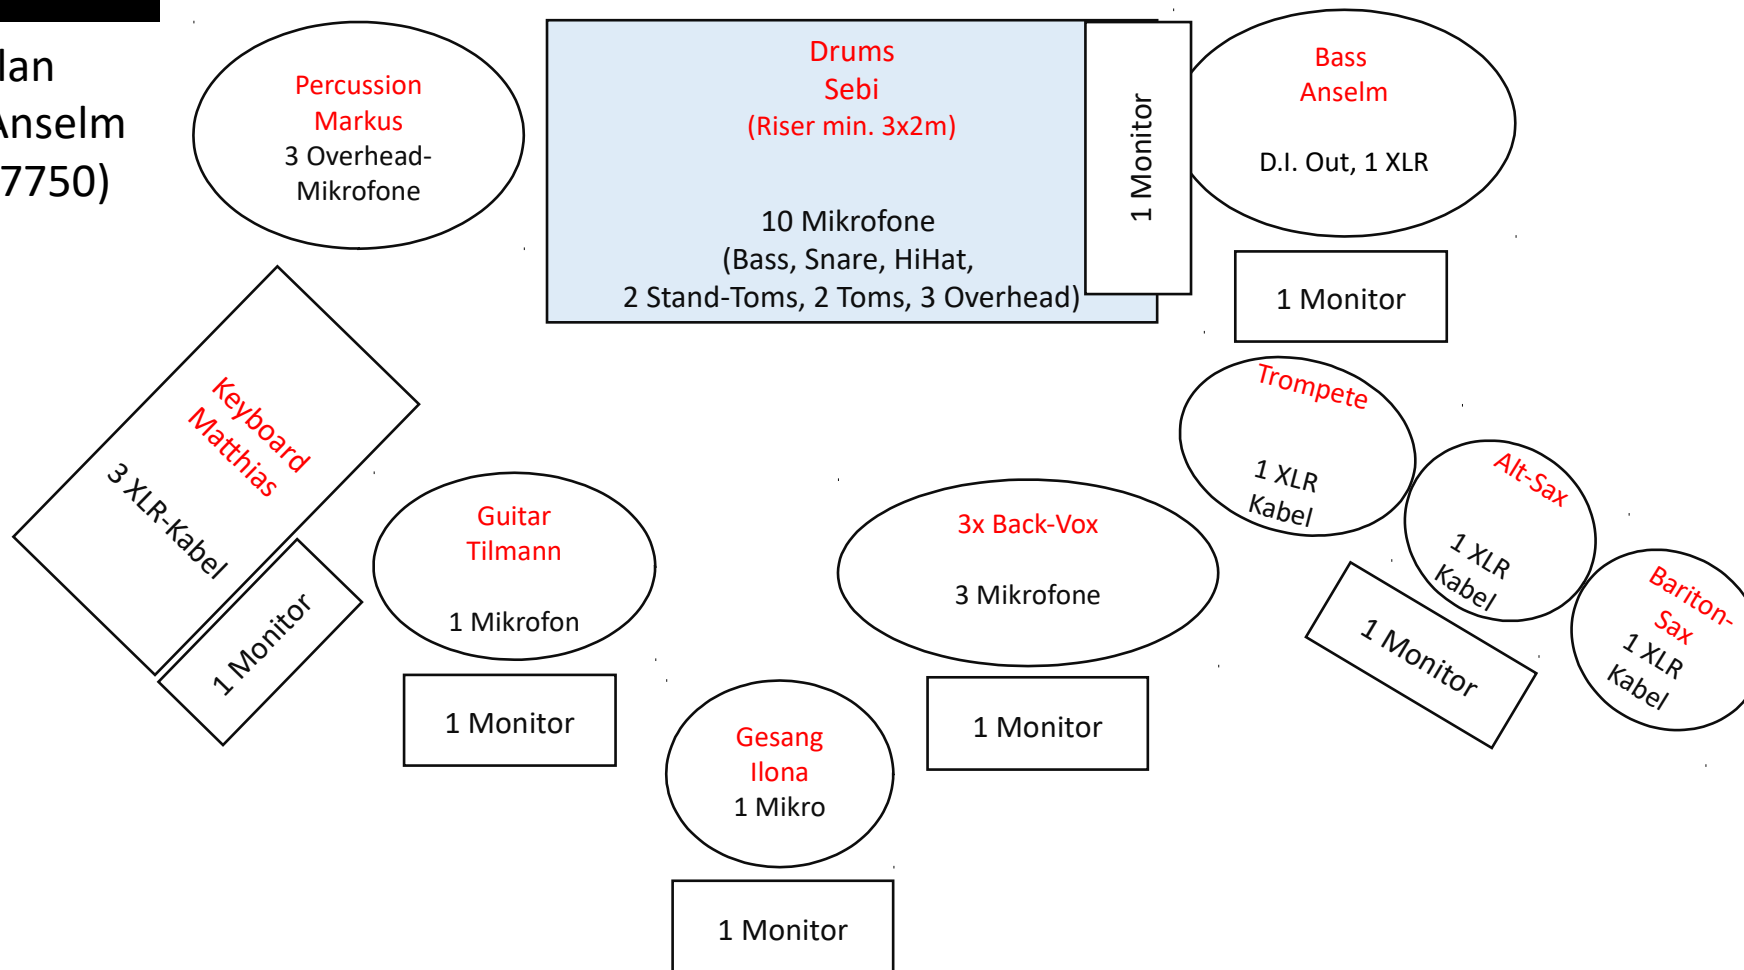 lan
Anselm
7750)
Percussion
Markus
3 Overhead-
Mikrofone
Drums
Sebi
(Riser min. 3x2m)
10 Mikrofone
(Bass, Snare, HiHat,
2 Stand-Toms, 2 Toms, 3 Overhead)
1 Monitor
Bass
Anselm
D.I. Out, 1 XLR
1 Monitor
Keyboard
Matthias
3 XLR-Kabel
1 Monitor
Guitar
Tilmann
1 Mikrofon
1 Monitor
Gesang
Ilona
1 Mikro
1 Monitor
3x Back-Vox
3 Mikrofone
1 Monitor
Trompete
1 XLR
Kabel
Alt-Sax
1 XLR
Kabel
Bariton-
Sax
1 XLR
Kabel
1 Monitor